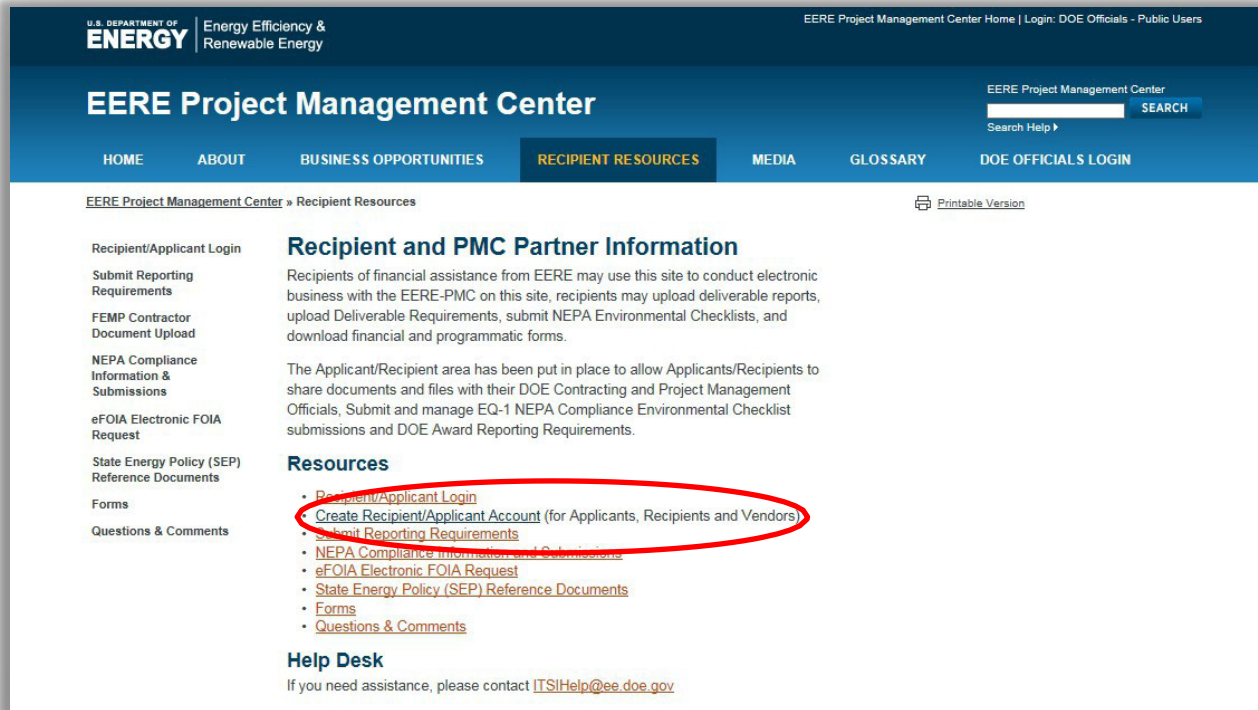 U.S. DEPARTMENT OF
ENERGY
Energy Efficiency &
Renewable Energy
EERE Project Management Center Home | Login: DOE Officials - Public Users
EERE Project Management Center
EERE Project Management Center
SEARCH
Search Help
HOME ABOUT BUSINESS OPPORTUNITIES RECIPIENT RESOURCES MEDIA GLOSSARY DOE OFFICIALS LOGIN
EERE Project Management Center » Recipient Resources
Printable Version
Recipient/Applicant Login
Submit Reporting
Requirements
FEMP Contractor
Document Upload
NEPA Compliance
Information &
Submissions
eFOIA Electronic FOIA
Request
State Energy Policy (SEP)
Reference Documents
Forms
Questions & Comments
Recipient and PMC Partner Information
Recipients of financial assistance from EERE may use this site to conduct electronic
business with the EERE-PMC on this site, recipients may upload deliverable reports,
upload Deliverable Requirements, submit NEPA Environmental Checklists, and
download financial and programmatic forms.
The Applicant/Recipient area has been put in place to allow Applicants/Recipients to
share documents and files with their DOE Contracting and Project Management
Officials, Submit and manage EQ-1 NEPA Compliance Environmental Checklist
submissions and DOE Award Reporting Requirements.
Resources
• Recipient/Applicant Login
• Create Recipient/Applicant Account (for Applicants, Recipients and Vendors)
• Submit Reporting Requirements
• NEPA Compliance Information and Submissions
• eFOIA Electronic FOIA Request
• State Energy Policy (SEP) Reference Documents
• Forms
• Questions & Comments
Help Desk
If you need assistance, please contact ITSIHelp@ee.doe.gov